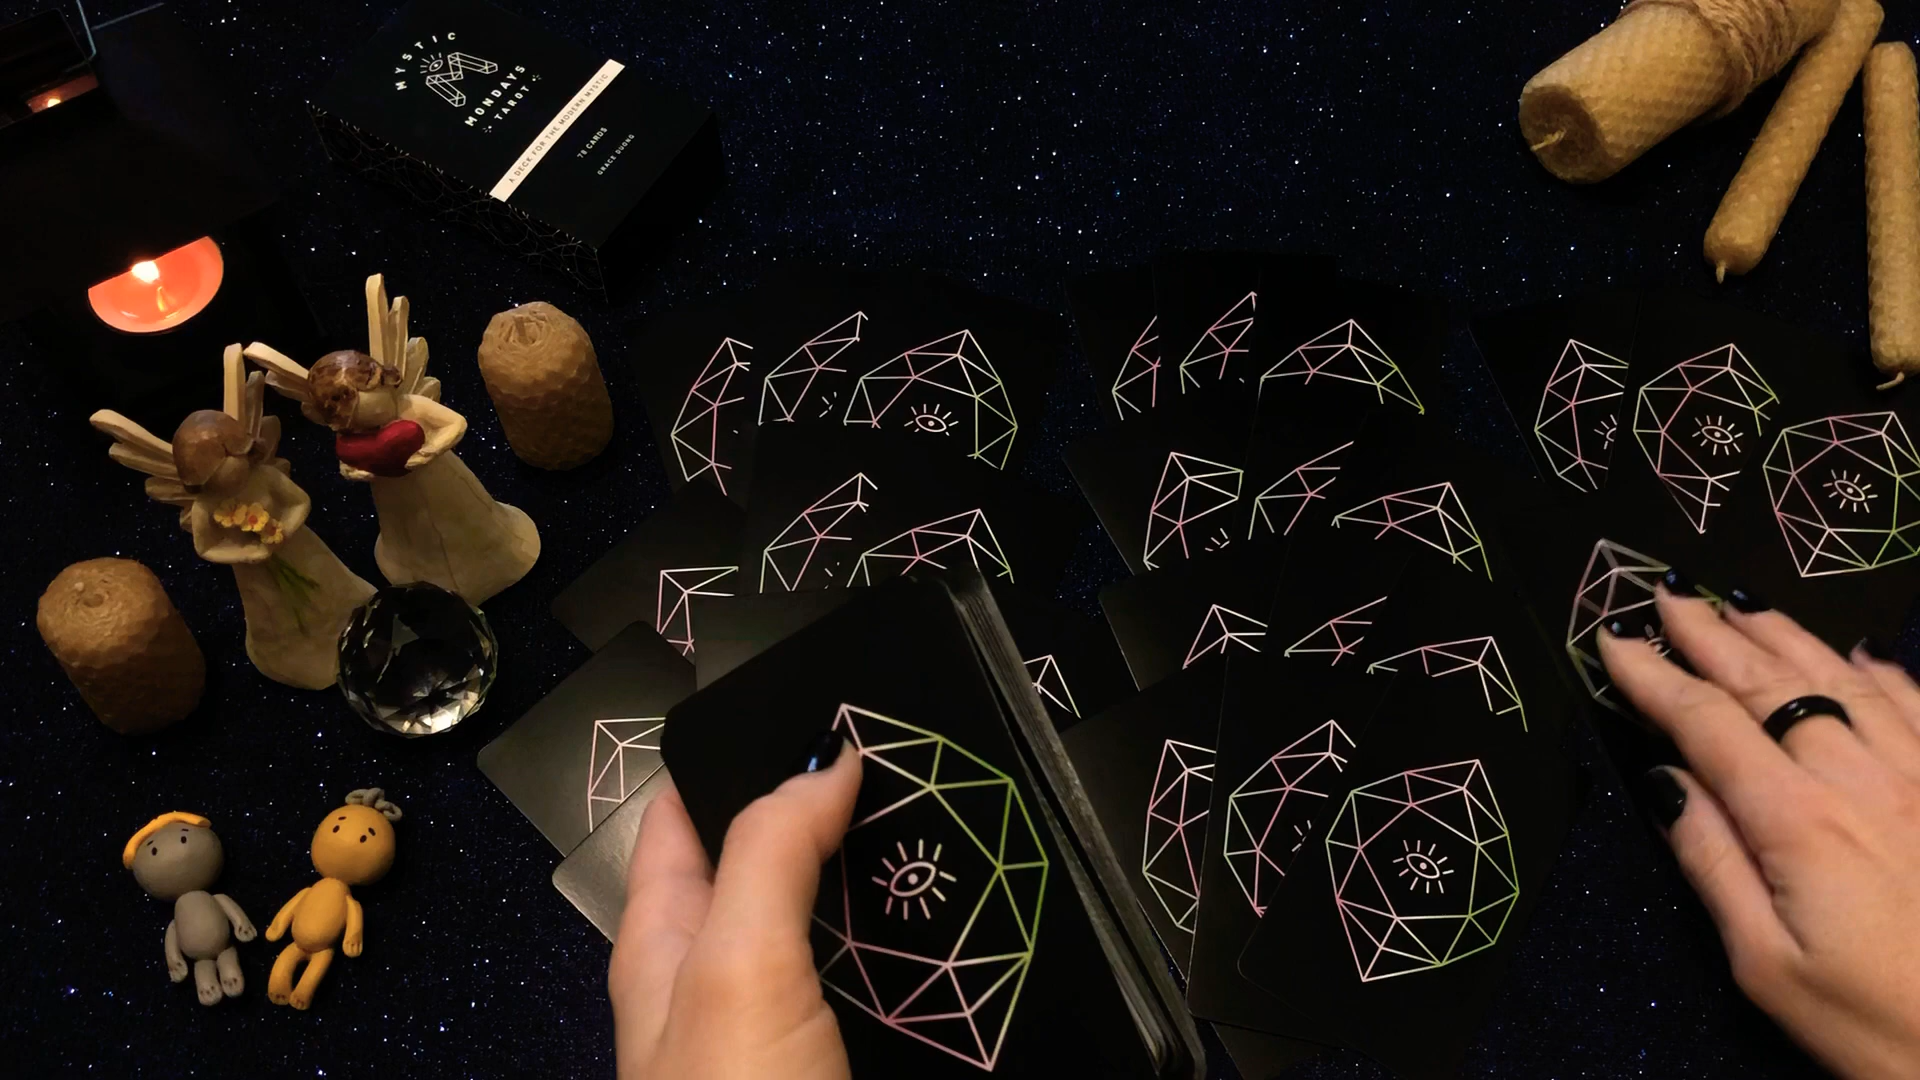 MYSTIC
MONDAYS
TAROT
A DECK FOR THE MODERN MYSTIC
78 CARDS
GRACE DUONG